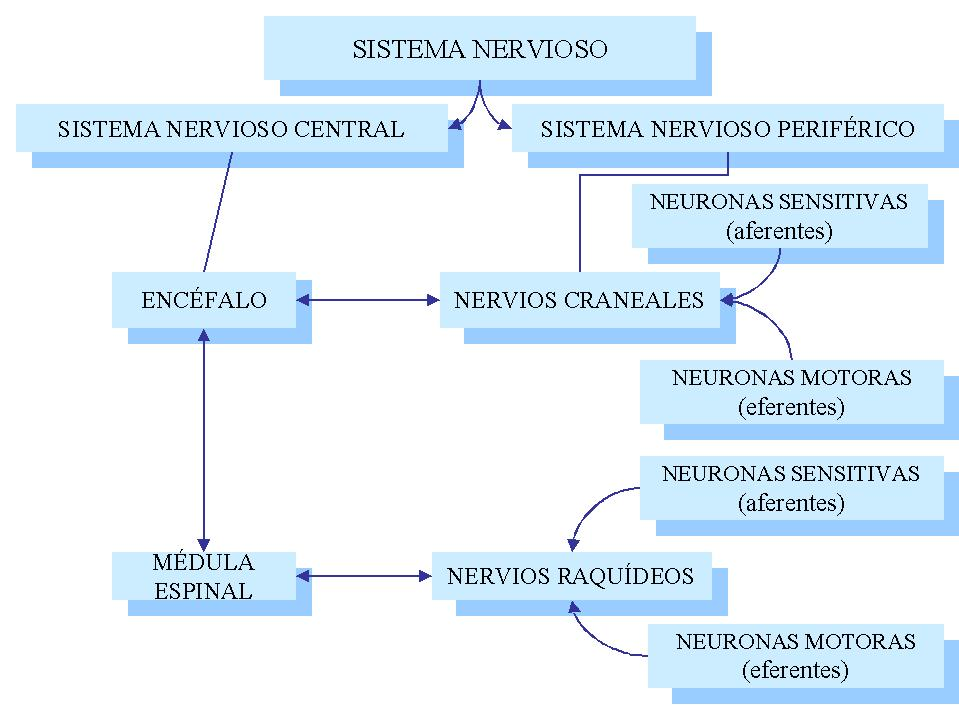 SISTEMA NERVIOSO
SISTEMA NERVIOSO CENTRAL
SISTEMA NERVIOSO PERIFÉRICO
NEURONAS SENSITIVAS
(aferentes)
ENCÉFALO
NERVIOS CRANEALES
NEURONAS MOTORAS
(eferentes)
NEURONAS SENSITIVAS
(aferentes)
MÉDULA
ESPINAL
NERVIOS RAQUÍDEOS
NEURONAS MOTORAS
(eferentes)